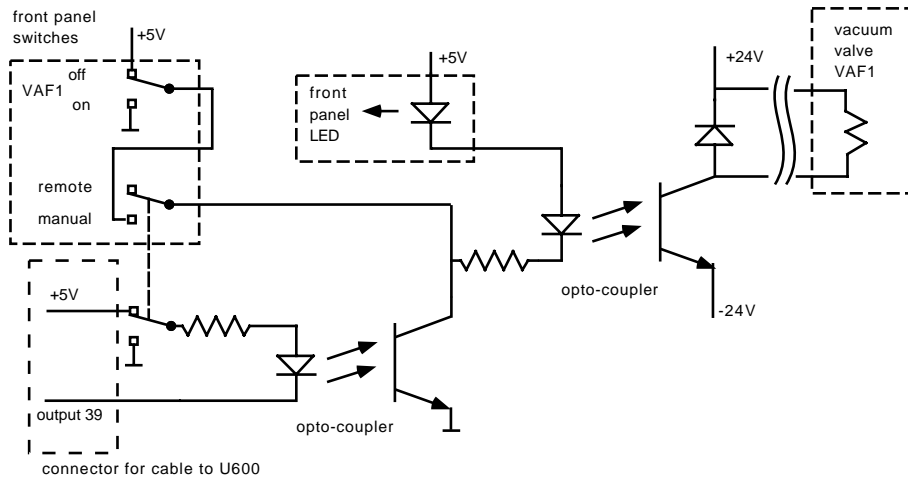 front panel
switches
+5V
off
VAF1
on
remote
manual
+5V
output 39
connector for cable to U600
opto-coupler
+5V
front
panel
LED
opto-coupler
+24V
-24V
vacuum
valve
VAF1